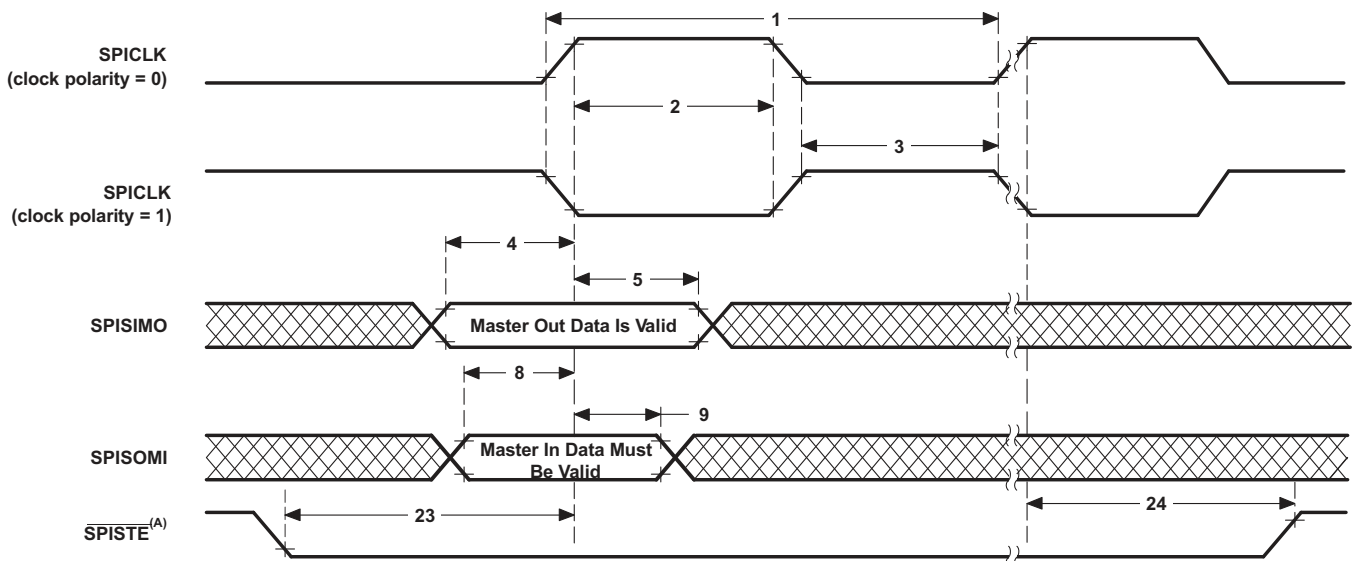 1
SPICLK
(clock polarity = 0)
2
3
SPICLK
(clock polarity = 1)
4
5
SPISIMO
Master Out Data Is Valid
8
9
SPISOMI
Master In Data Must
Be Valid
23
24
SPISTE(A)